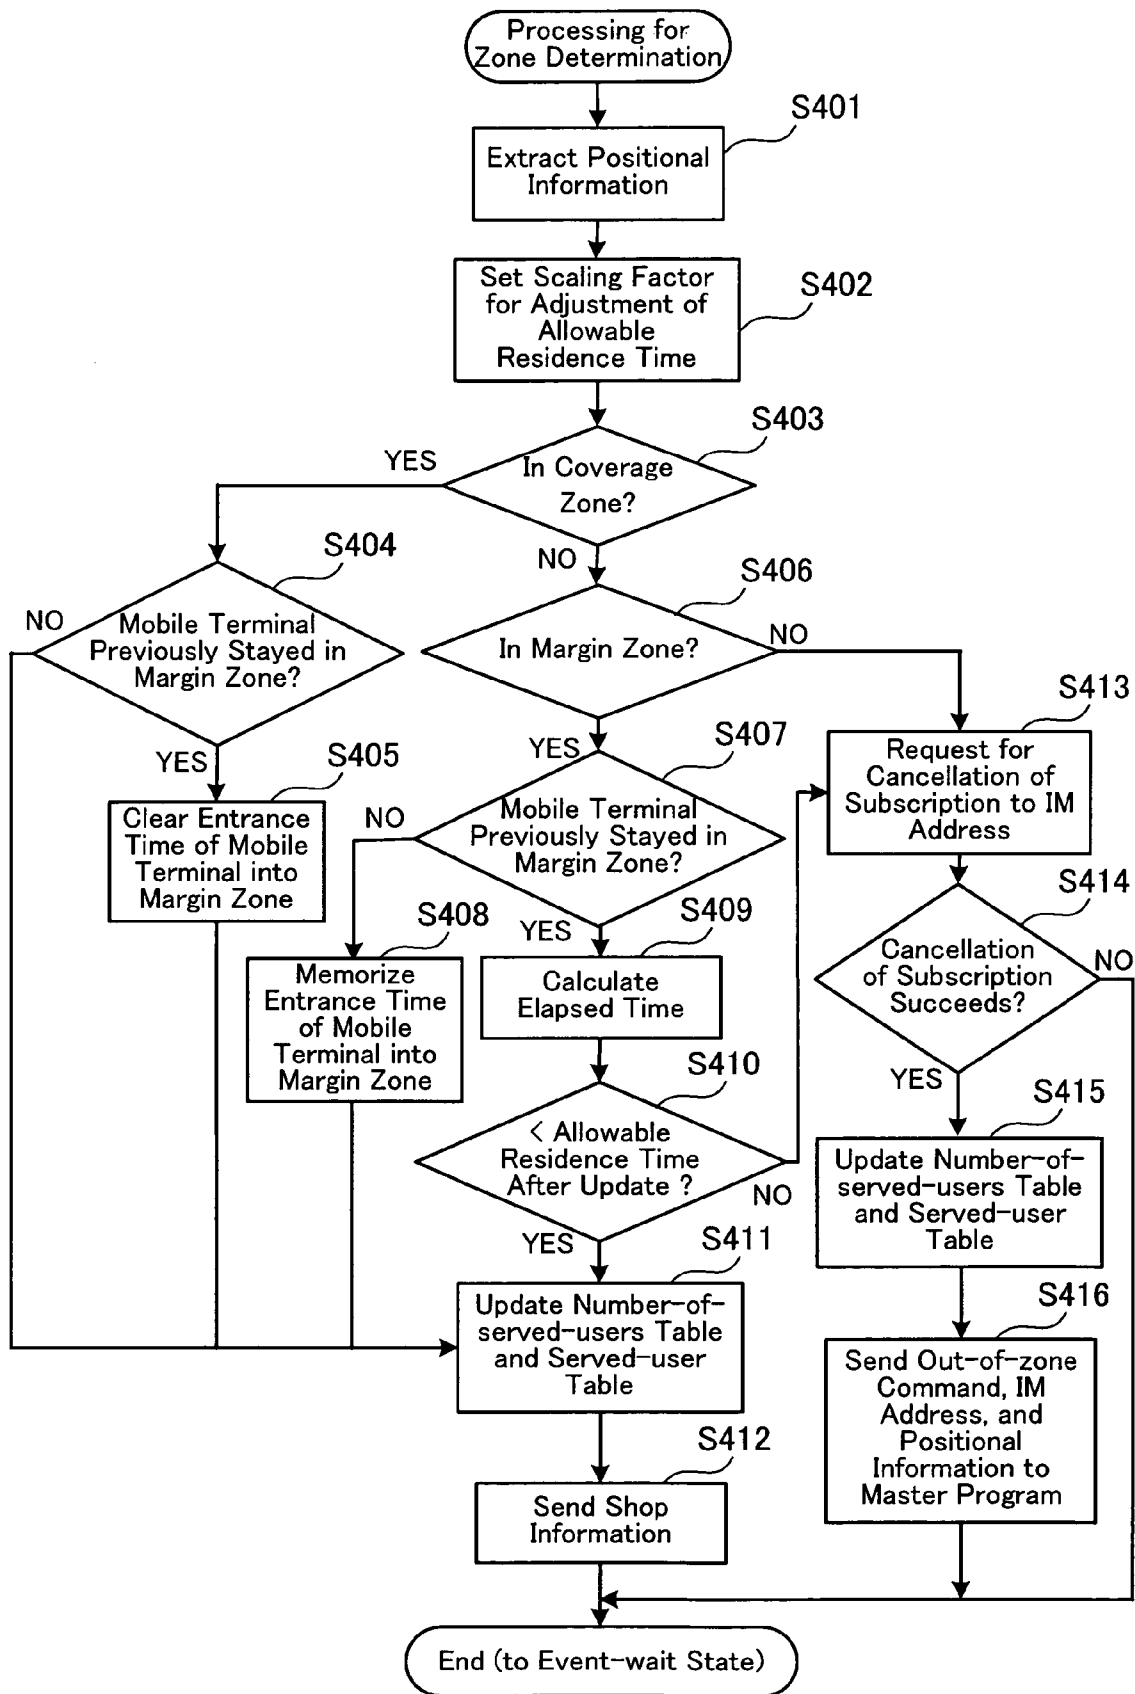 Processing for
Zone Determination
S401
Extract Positional
Information
S402
Set Scaling Factor
for Adjustment of
Allowable
Residence Time
S403
YES
In Coverage
Zone?
NO
S404
NO
Mobile Terminal
Previously Stayed in
Margin Zone?
YES
S405
Clear Entrance
Time of Mobile
Terminal into
Margin Zone
S406
In Margin Zone?
NO
YES
S407
Mobile Terminal
Previously Stayed in
Margin Zone?
NO
YES
S408
Memorize
Entrance Time
of Mobile
Terminal into
Margin Zone
S409
Calculate
Elapsed Time
S410
< Allowable
Residence Time
After Update ?
NO
YES
S411
Update Number-of-
served-users Table
and Served-user
Table
S412
Send Shop
Information
S413
Request for
Cancellation of
Subscription to IM
Address
S414
Cancellation
of Subscription
Succeeds?
NO
YES
S415
Update Number-of-
served-users Table
and Served-user
Table
S416
Send Out-of-zone
Command, IM
Address, and
Positional
Information to
Master Program
End (to Event-wait State)